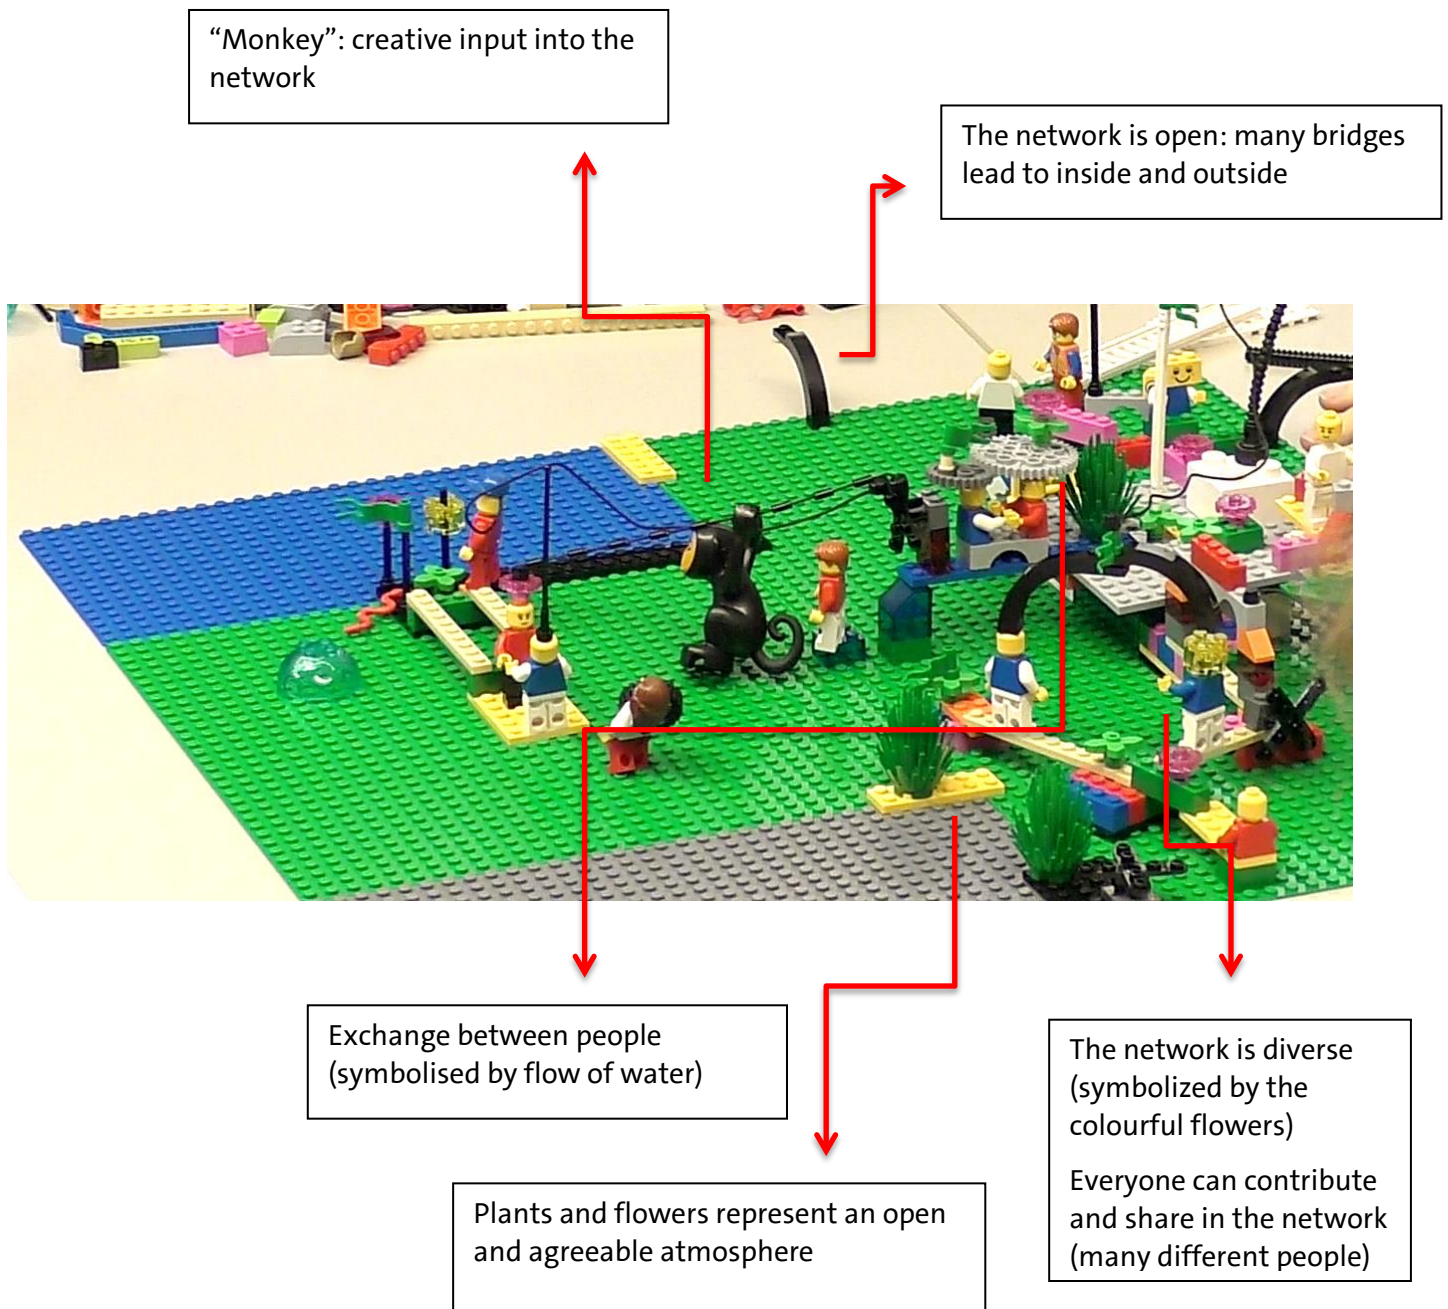 “Monkey”: creative input into the
network
The network is open: many bridges
lead to inside and outside
Exchange between people
(symbolised by flow of water)
The network is diverse
(symbolized by the
colourful flowers)
Everyone can contribute
and share in the network
(many different people)
Plants and flowers represent an open
and agreeable atmosphere